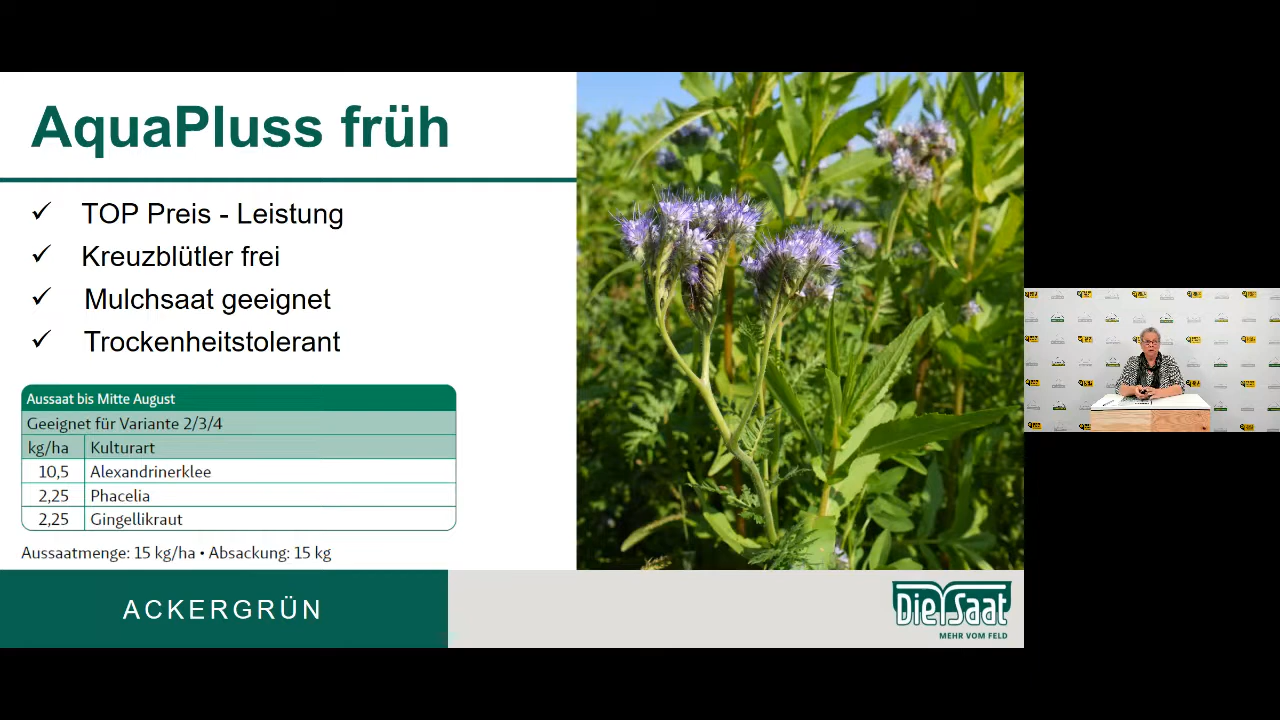 AquaPluss früh
✓ TOP Preis - Leistung
✓ Kreuzblütler frei
✓ Mulchsaat geeignet
✓ Trockenheitstolerant
Aussaat bis Mitte August
Geeignet für Variante 2/3/4
kg/ha Kulturart
10,5 Alexandrinerklee
2,25 Phacelia
2,25 Gingellikraut
Aussaatmenge: 15 kg/ha • Absackung: 15 kg
ACKERGRÜN
Die Saat
MEHR VOM FELD